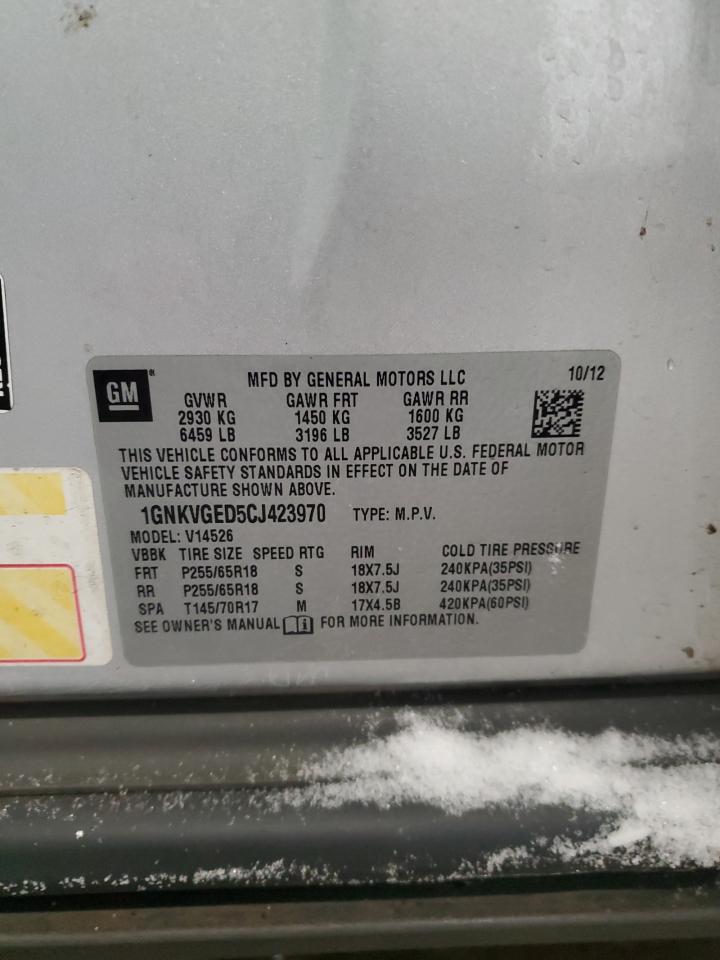 GM
MFD BY GENERAL MOTORS LLC 10/12
GVWR GAWR FRT GAWR RR
2930 KG 1450 KG 1600 KG
6459 LB 3196 LB 3527 LB
THIS VEHICLE CONFORMS TO ALL APPLICABLE U.S. FEDERAL MOTOR
VEHICLE SAFETY STANDARDS IN EFFECT ON THE DATE OF
MANUFACTURE SHOWN ABOVE.
1GNKVGED5CJ423970 TYPE: M.P.V.
MODEL: V14526
VBBK TIRE SIZE SPEED RTG RIM COLD TIRE PRESSURE
FRT P255/65R18 S 18X7.5J 240KPA(35PSI)
RR P255/65R18 S 18X7.5J 240KPA(35PSI)
SPA T145/70R17 M 17X4.5B 420KPA(60PSI)
SEE OWNER'S MANUAL FOR MORE INFORMATION.